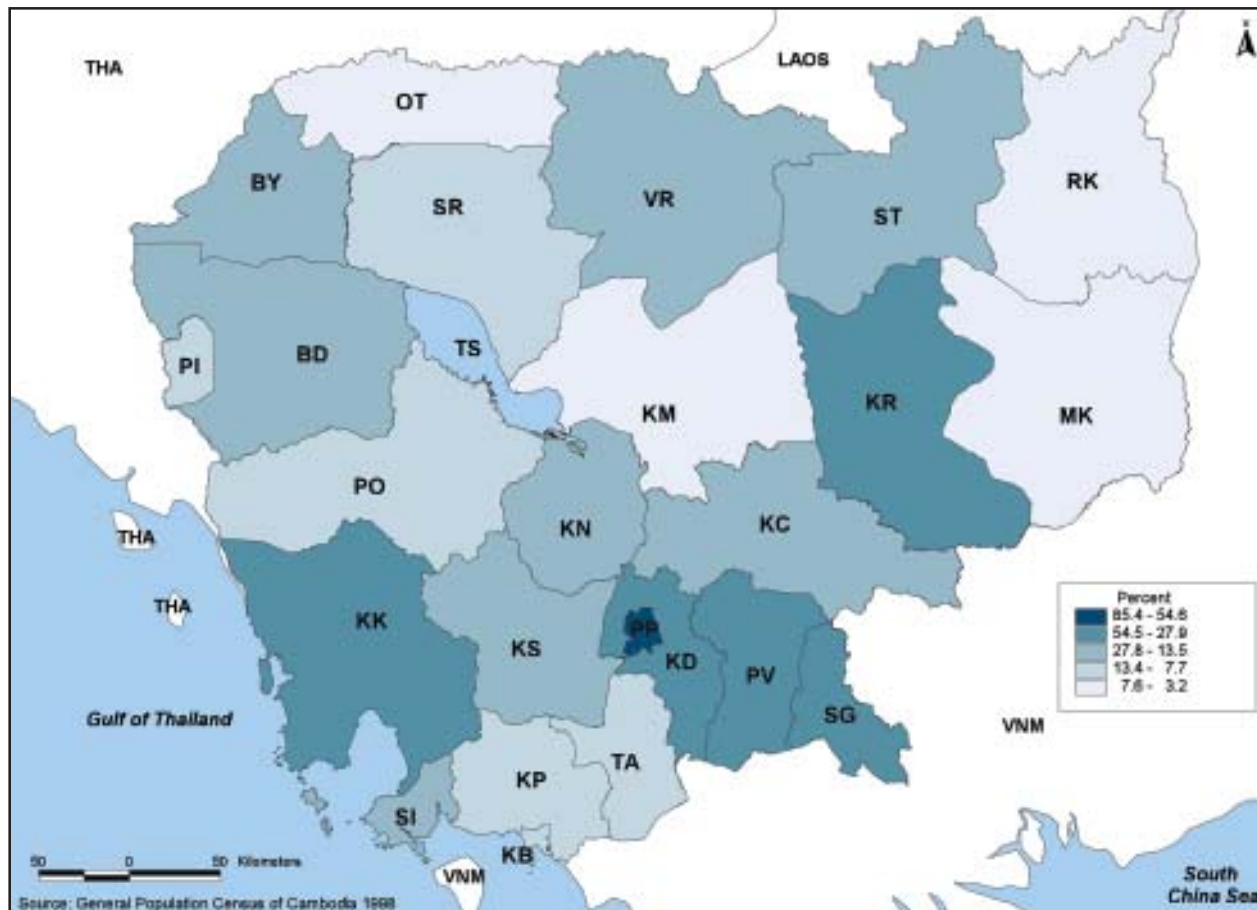 THA
LAOS
OT
BY
SR
VR
ST
RK
PI
BD
TS
KM
KR
MK
PO
KN
KC
THA
THA
KK
KS
PP
KD
PV
SG
Percent
85.4 - 54.6
54.5 - 27.9
27.8 - 13.5
13.4 - 7.7
7.6 - 3.2
Gulf of Thailand
VNM
TA
KP
SI
KB
VNM
50 0 50 Kilometers
South
China Sea
Source: General Population Census of Cambodia 1998